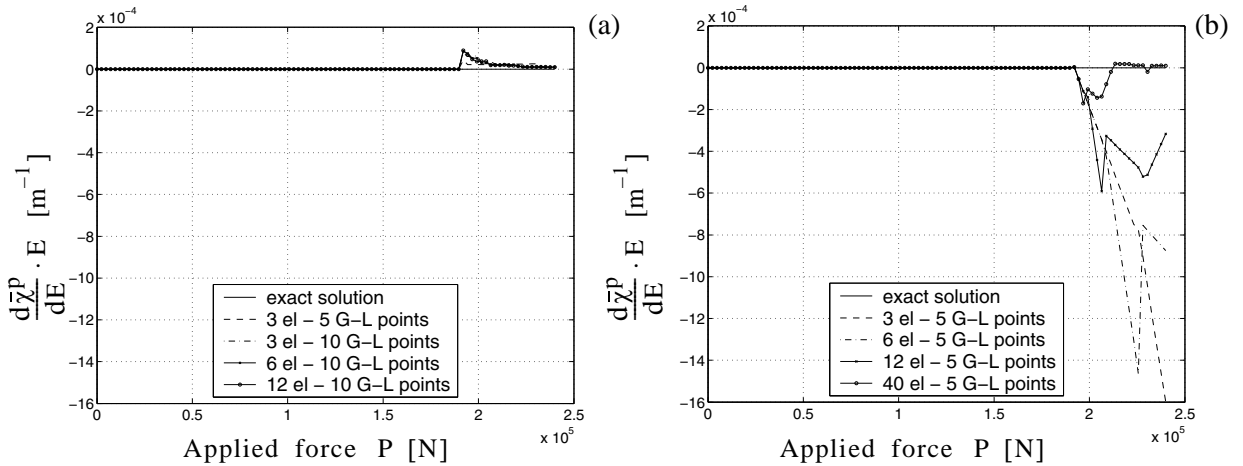 x 10⁻⁴
(a)
2
0
−2
−4
−6
−8
−10
−12
−14
−16
0
0.5
1
1.5
2
2.5
x 10⁵
dχ̄ᵖ/dE · E [m⁻¹]
Applied force P [N]
exact solution
3 el − 5 G−L points
3 el − 10 G−L points
6 el − 10 G−L points
12 el − 10 G−L points
x 10⁻⁴
(b)
2
0
−2
−4
−6
−8
−10
−12
−14
−16
0
0.5
1
1.5
2
2.5
x 10⁵
dχ̄ᵖ/dE · E [m⁻¹]
Applied force P [N]
exact solution
3 el − 5 G−L points
6 el − 5 G−L points
12 el − 5 G−L points
40 el − 5 G−L points